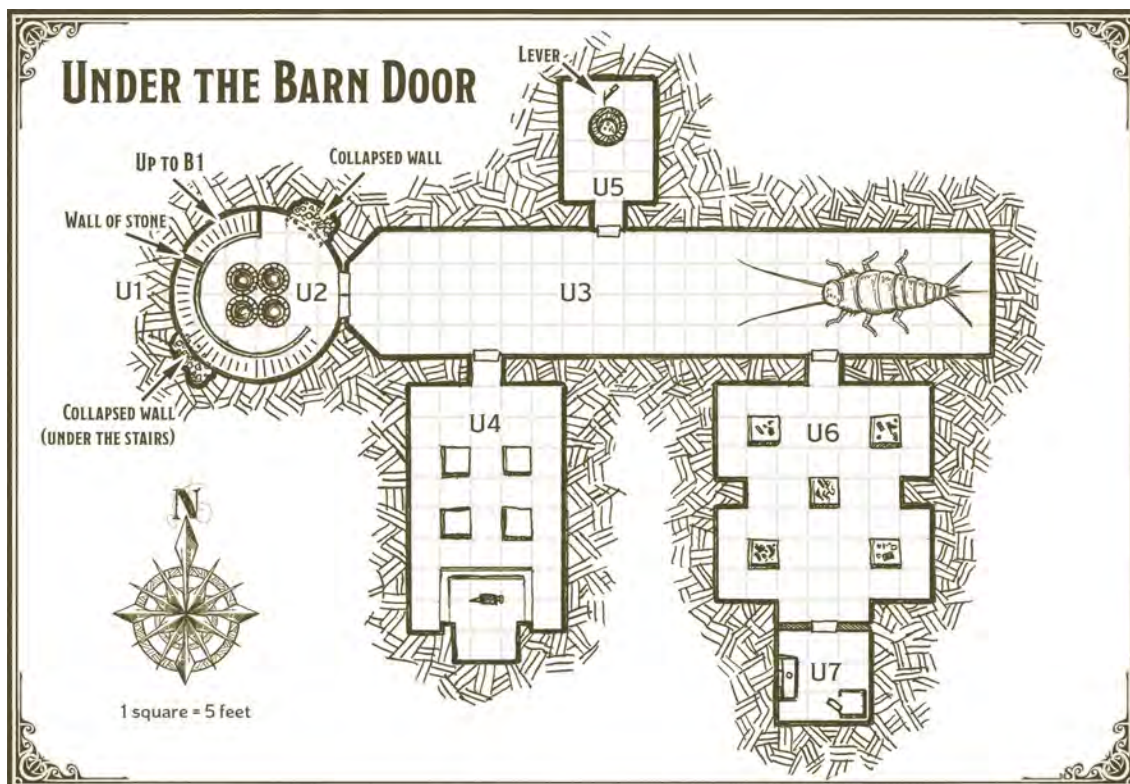 UNDER THE BARN DOOR
LEVER
UP TO B1
COLLAPSED WALL
WALL OF STONE
U5
U1
U2
U3
COLLAPSED WALL
(UNDER THE STAIRS)
U4
U6
N
U7
1 square = 5 feet